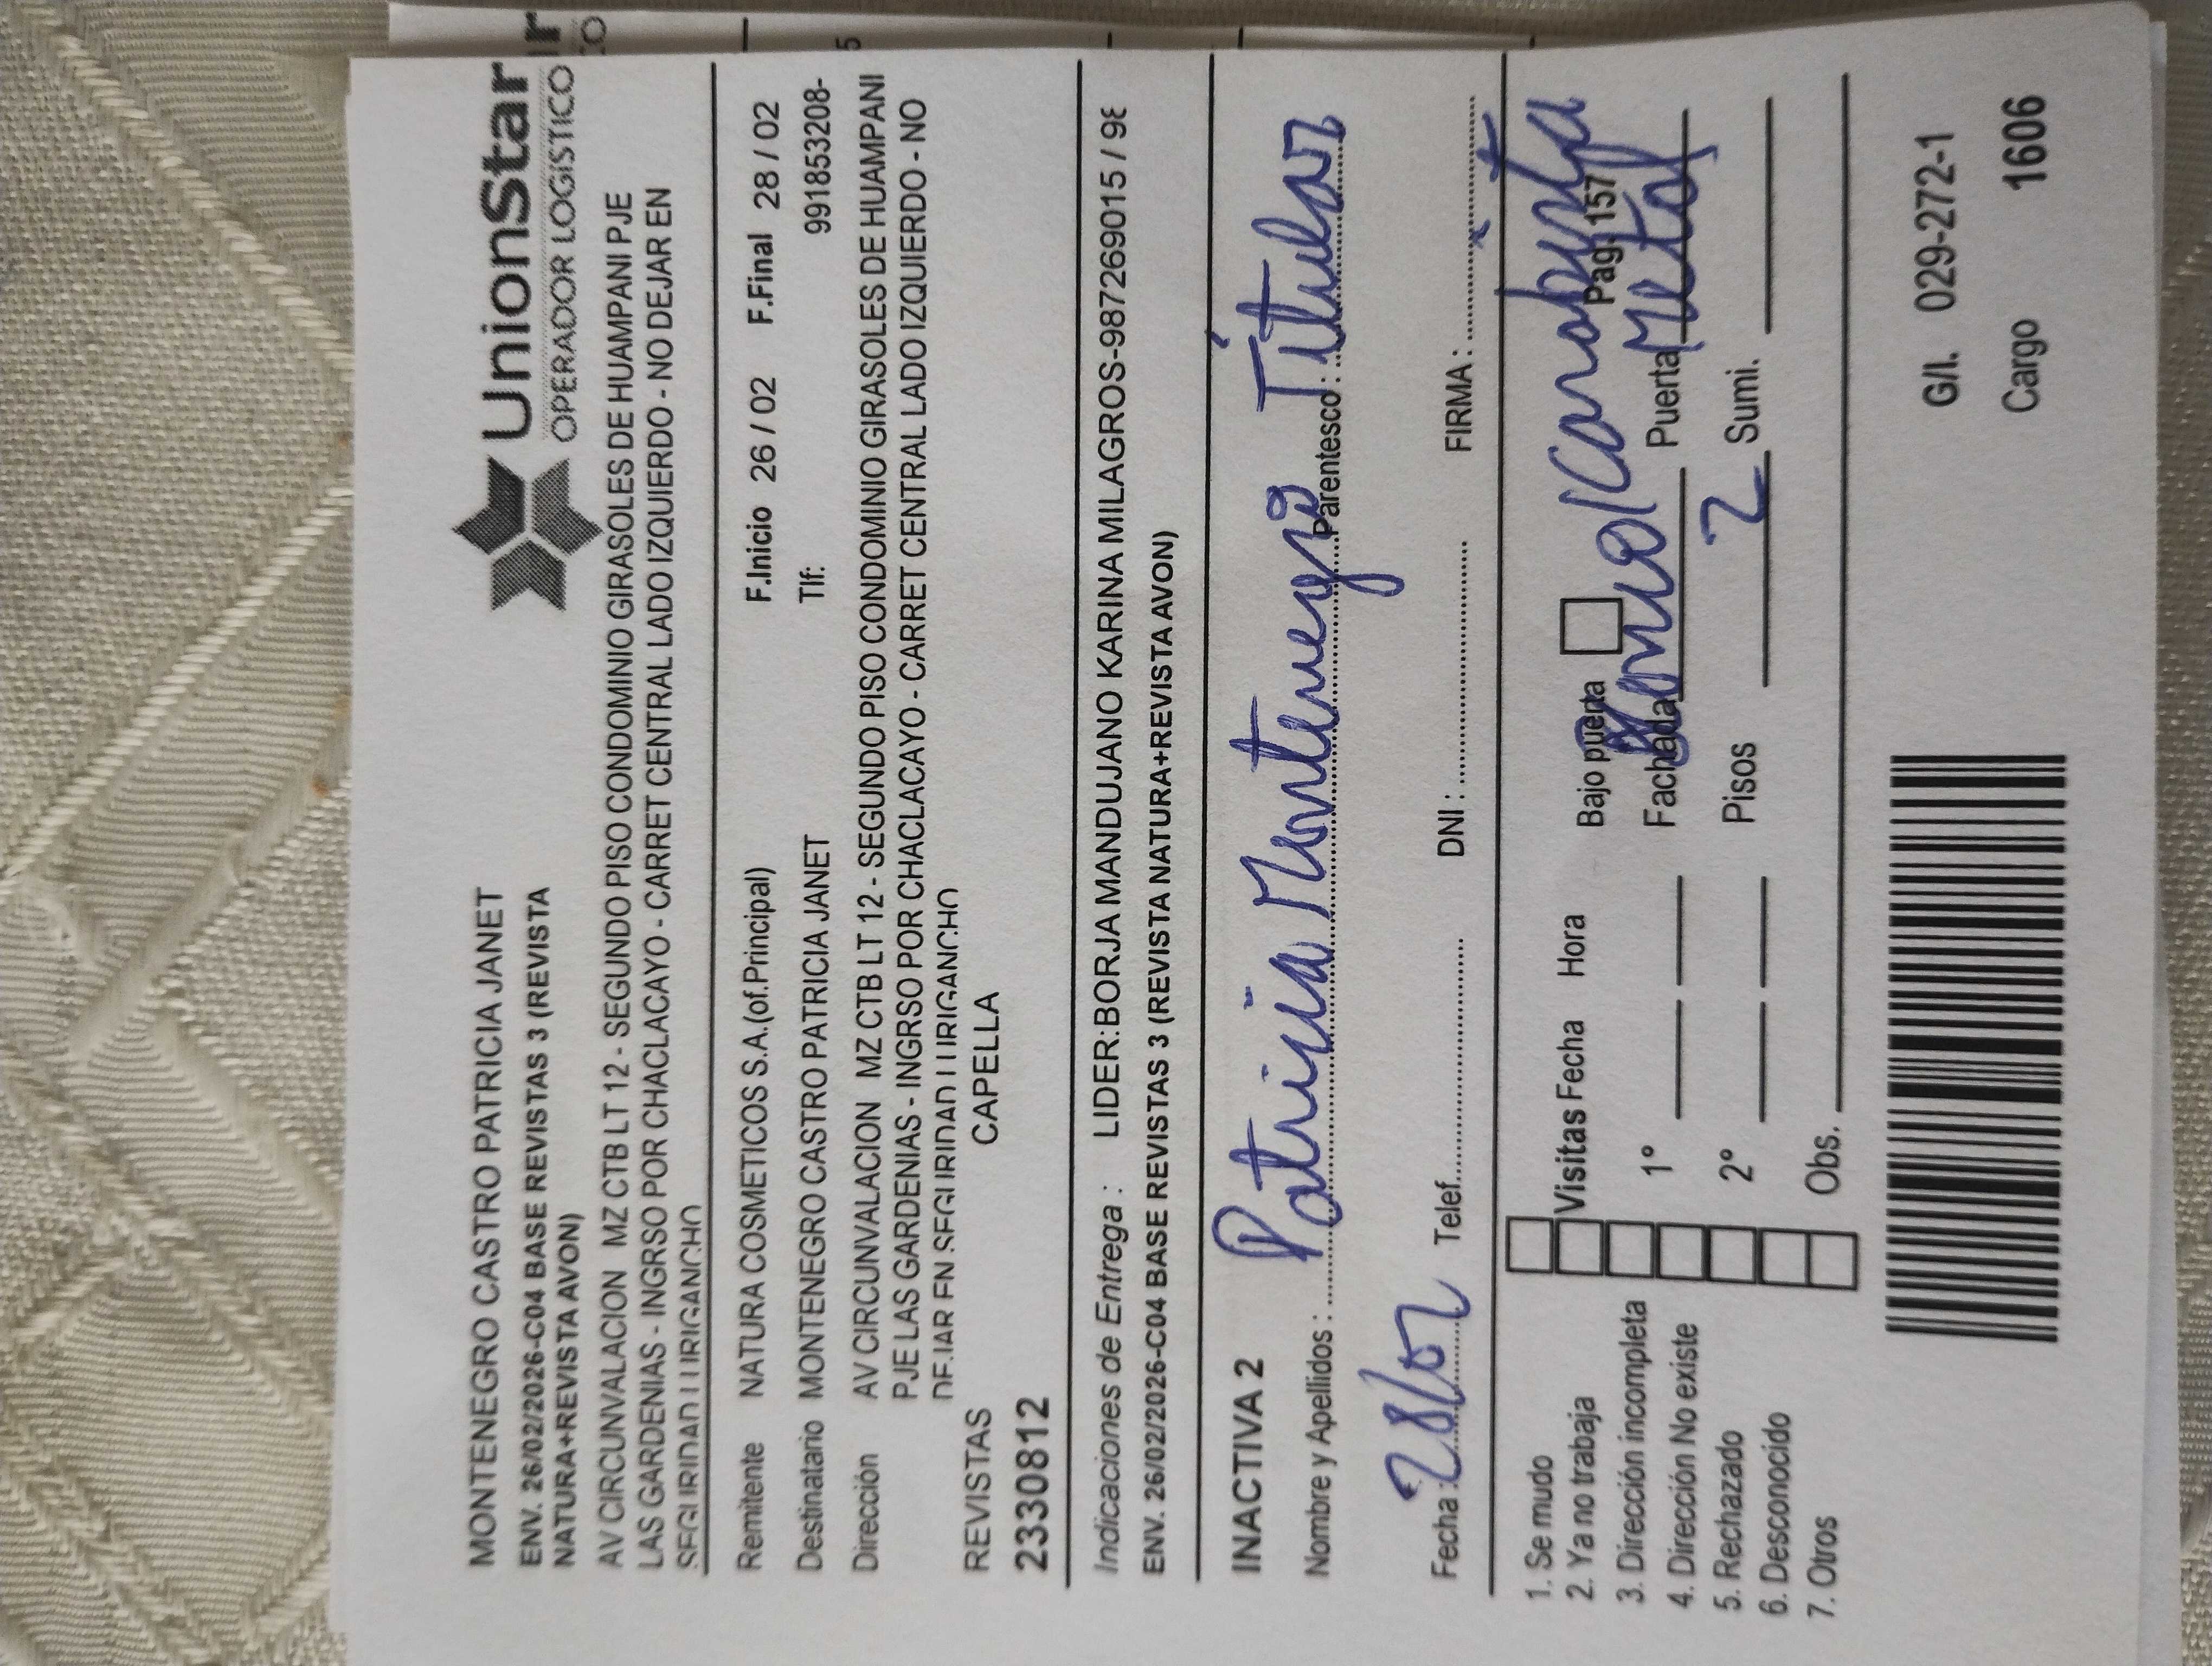 MONTENEGRO CASTRO PATRICIA JANET
ENV. 26/02/2026-C04 BASE REVISTAS 3 (REVISTA
NATURA+REVISTA AVON)
UnionStar
OPERADOR LOGISTICO
AV CIRCUNVALACION MZ CTB LT 12 - SEGUNDO PISO CONDOMINIO GIRASOLES DE HUAMPANI PJE
LAS GARDENIAS - INGRSO POR CHACLACAYO - CARRET CENTRAL LADO IZQUIERDO - NO DEJAR EN
SEGURIDAD LURIGANCHO
Remitente NATURA COSMETICOS S.A.(of.Principal) F.Inicio 26 / 02 F.Final 28 / 02
Destinatario MONTENEGRO CASTRO PATRICIA JANET Tlf: 991853208-
Dirección AV CIRCUNVALACION MZ CTB LT 12 - SEGUNDO PISO CONDOMINIO GIRASOLES DE HUAMPANI
PJE LAS GARDENIAS - INGRSO POR CHACLACAYO - CARRET CENTRAL LADO IZQUIERDO - NO
DEJAR EN SEGURIDAD LURIGANCHO
REVISTAS CAPELLA
2330812
Indicaciones de Entrega : LIDER:BORJA MANDUJANO KARINA MILAGROS-987269015 / 98
ENV. 26/02/2026-C04 BASE REVISTAS 3 (REVISTA NATURA+REVISTA AVON)
INACTIVA 2
Nombre y Apellidos : Patricia Montenegro Parentesco : Titular
Fecha : 28/02 Telef. DNI : FIRMA :
1. Se mudo
2. Ya no trabaja
3. Dirección incompleta
4. Dirección No existe
5. Rechazado
6. Desconocido
7. Otros
Visitas Fecha Hora
1º
2º
Obs.
Bajo puerta Pag. 157
Fachada Puerta Metal
Pisos 2 Sumi.
G/l. 029-272-1
Cargo 1606